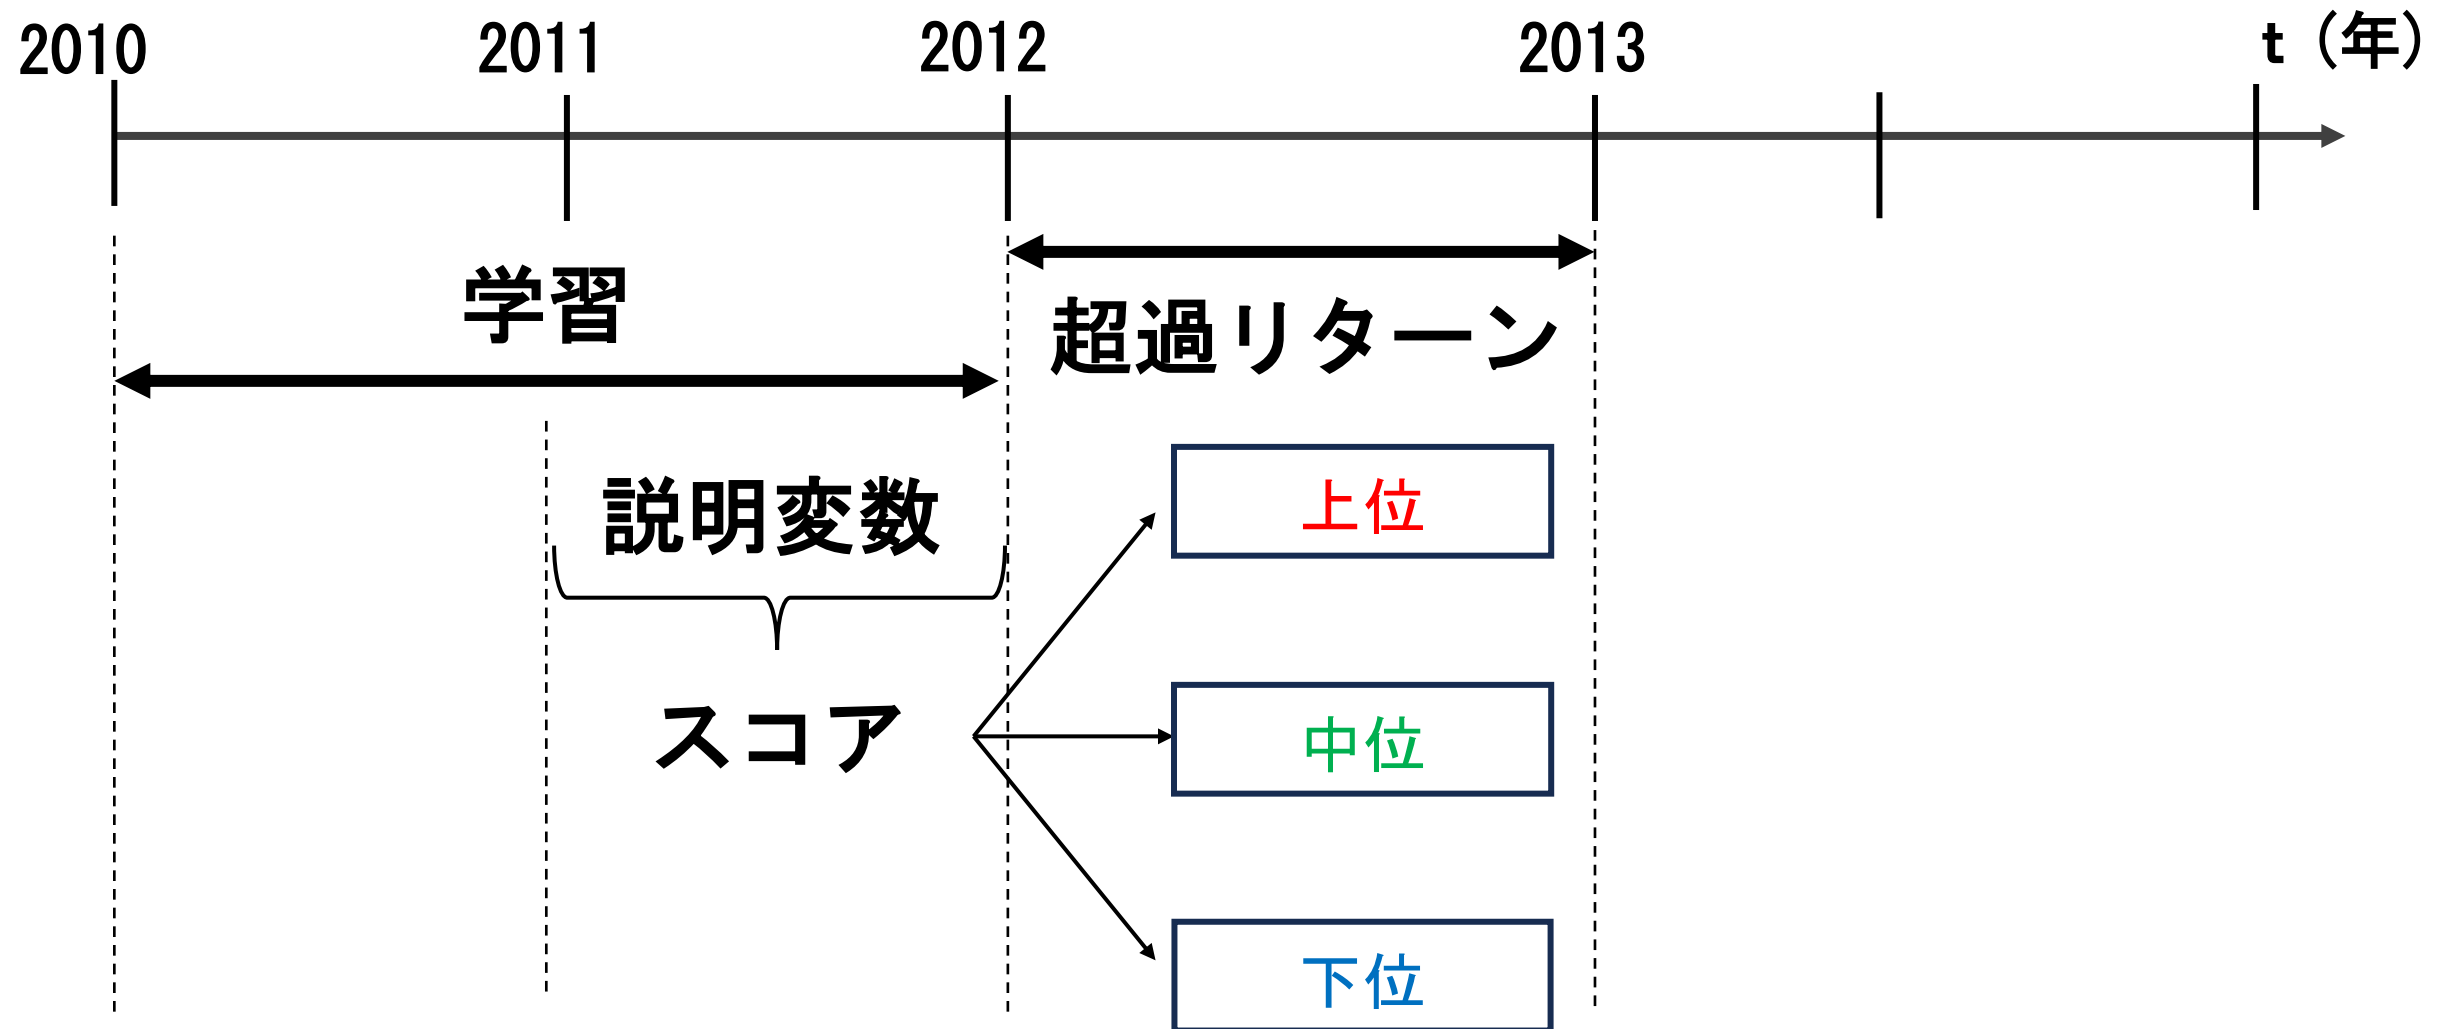 2010 2011 2012 2013 t（年）
学習
超過リターン
説明変数
上位
スコア
中位
下位